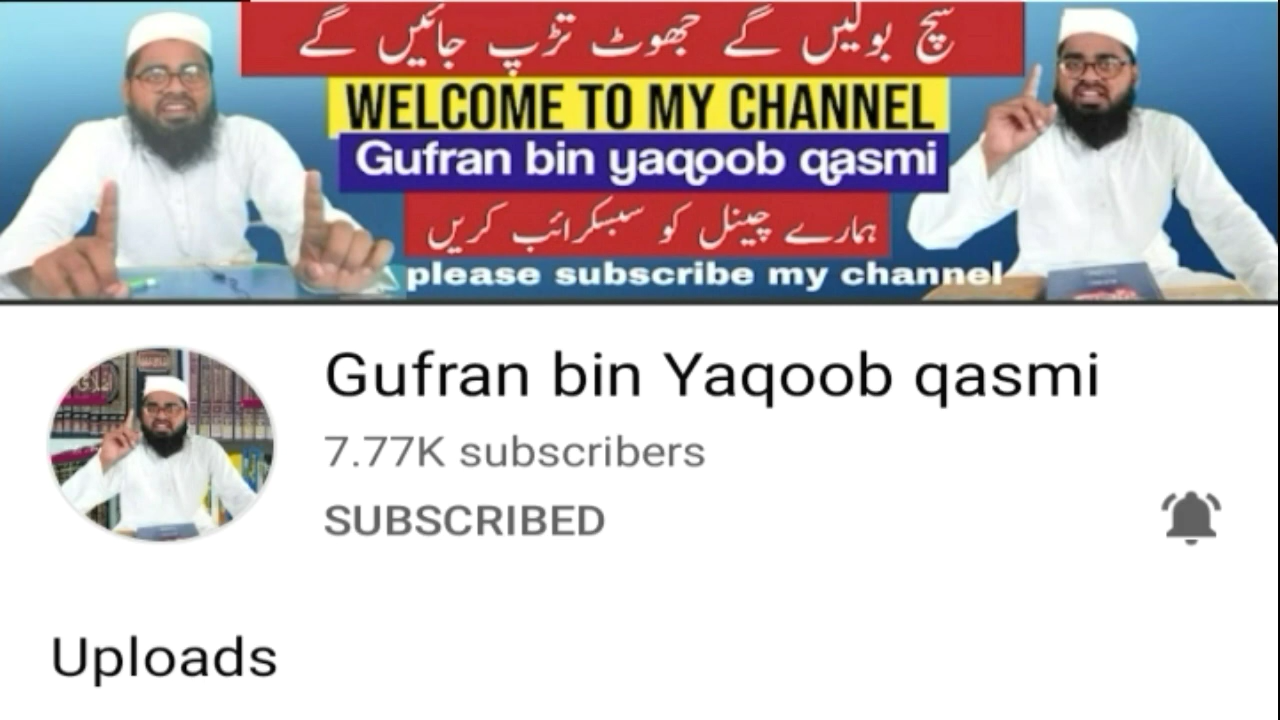 سچ بولیں گے جھوٹ تڑپ جائیں گے
WELCOME TO MY CHANNEL
Gufran bin yaqoob qasmi
ہمارے چینل کو سبسکرائب کریں
please subscribe my channel
Gufran bin Yaqoob qasmi
7.77K subscribers
SUBSCRIBED
Uploads